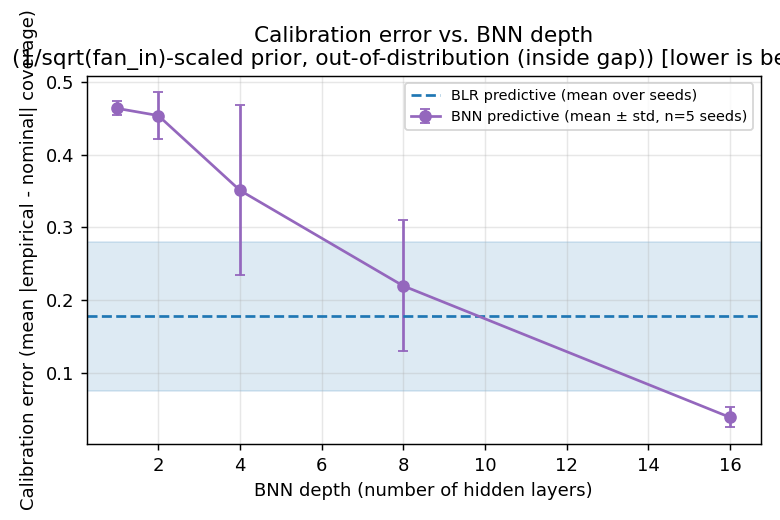 Calibration error vs. BNN depth
(1/sqrt(fan_in)-scaled prior, out-of-distribution (inside gap)) [lower is be
Calibration error (mean |empirical - nominal| coverage)
0.5
0.4
0.3
0.2
0.1
BLR predictive (mean over seeds)
BNN predictive (mean ± std, n=5 seeds)
2 4 6 8 10 12 14 16
BNN depth (number of hidden layers)